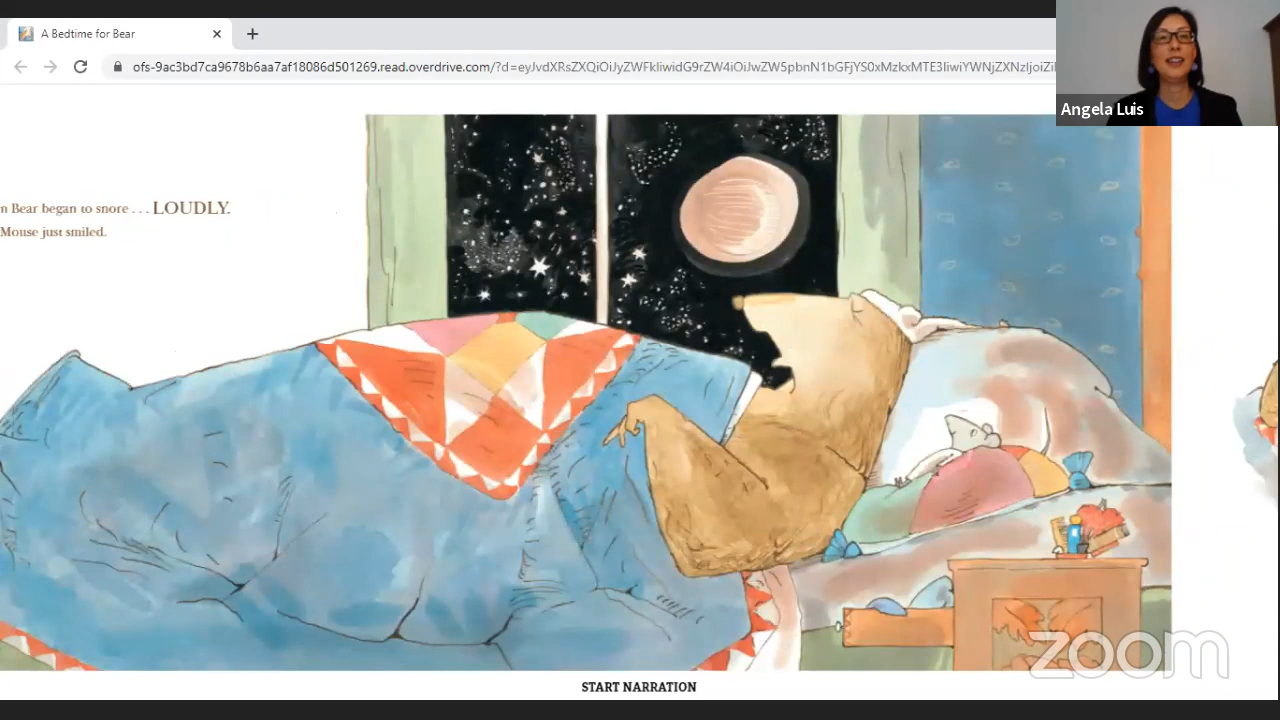 A Bedtime for Bear
ofs-9ac3bd7ca9678b6aa7af18086d501269.read.overdrive.com/?d=
Angela Luis
n Bear began to snore . . . LOUDLY.
Mouse just smiled.
zoom
START NARRATION